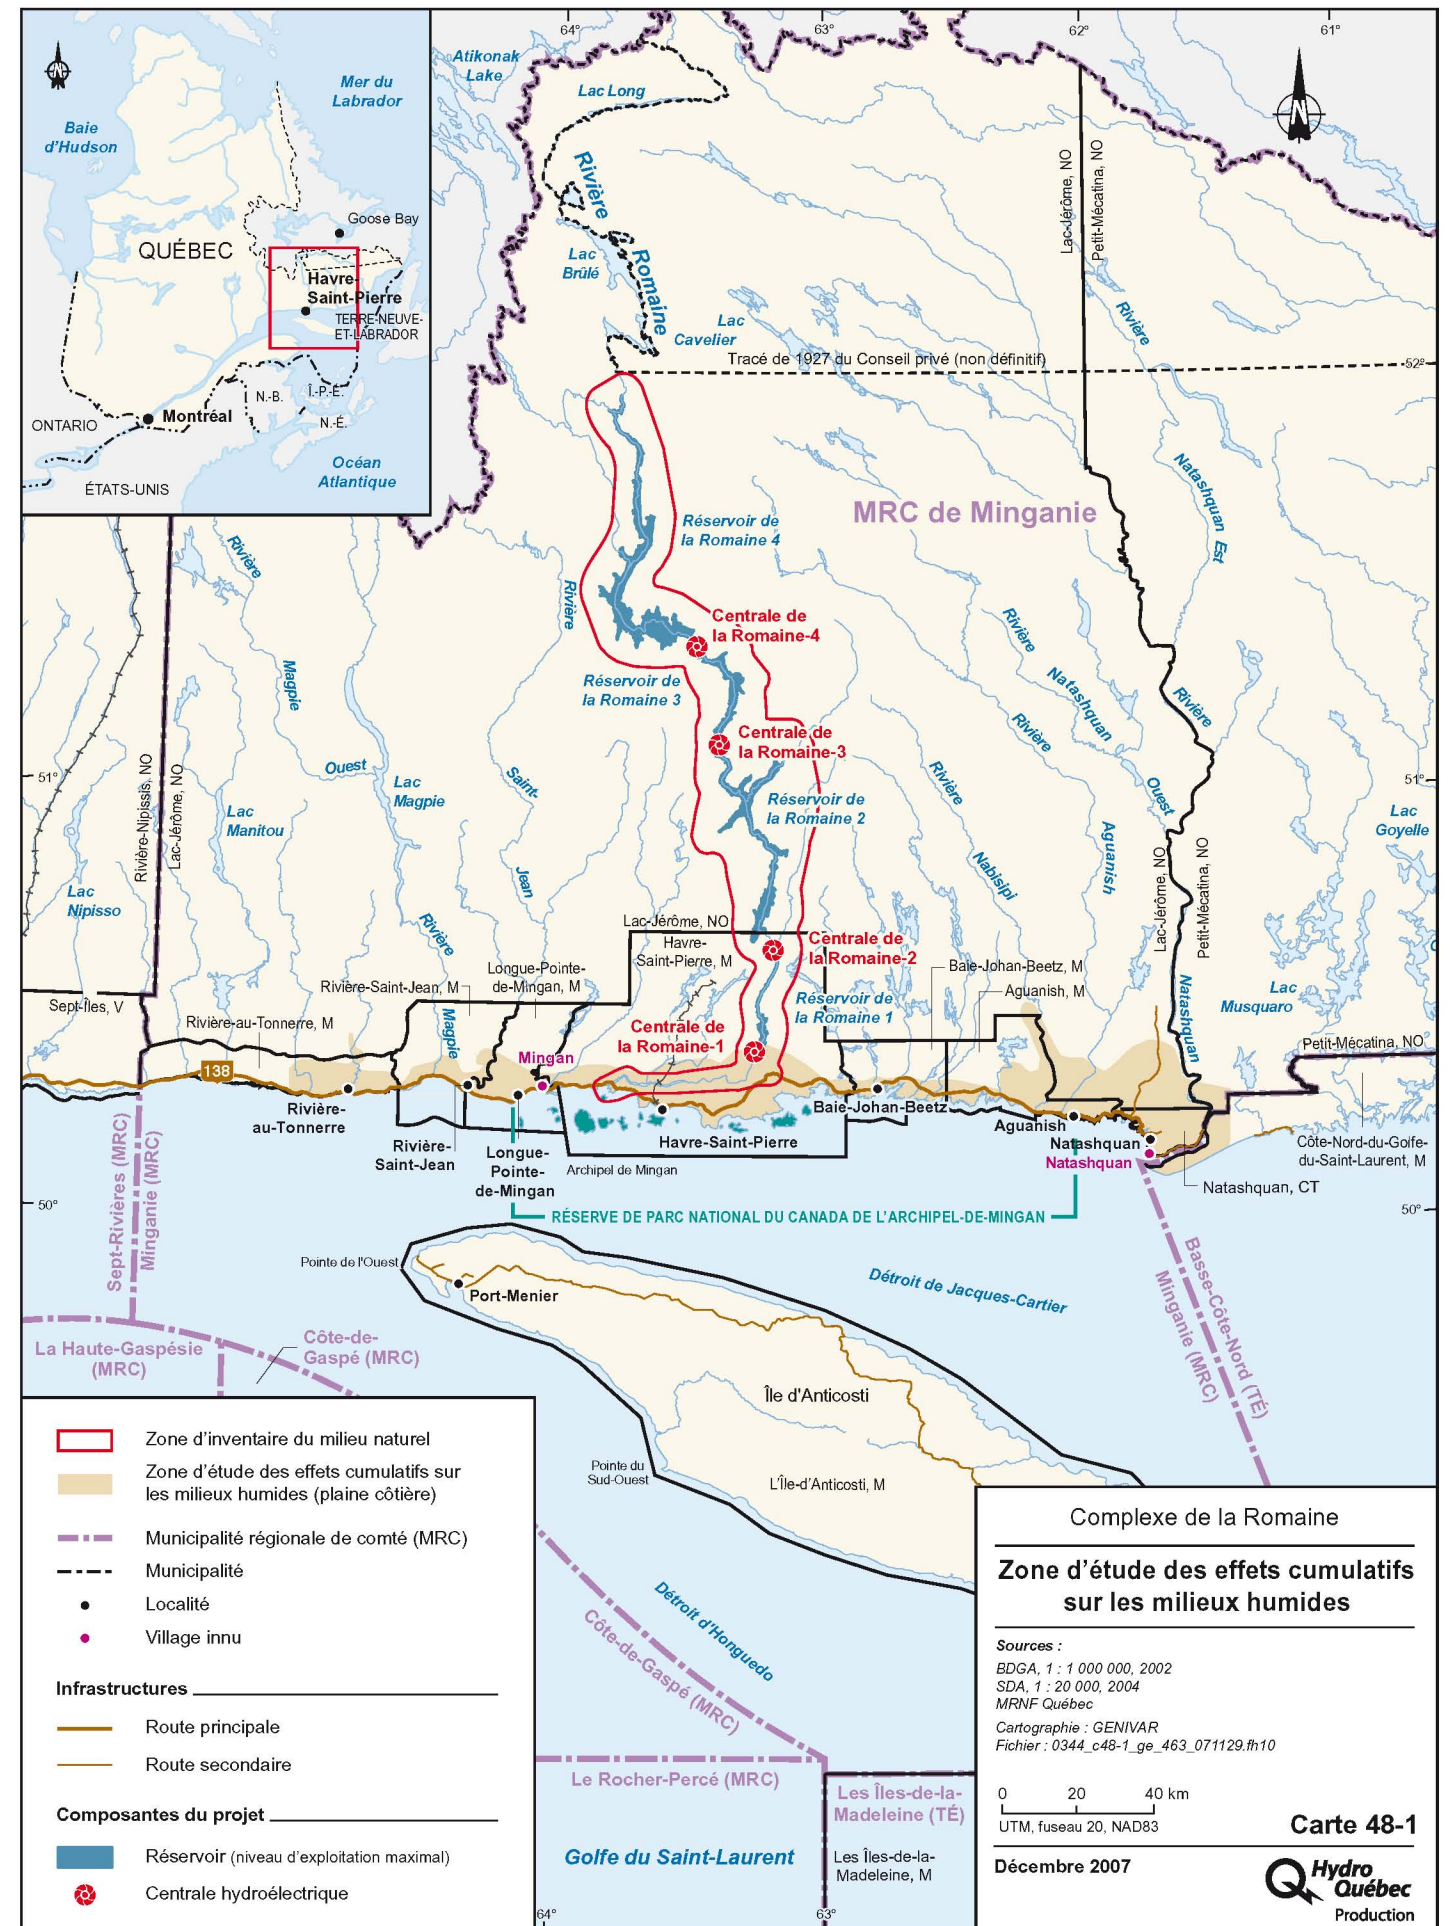 64°
63°
62°
61°
Mer du
Labrador
Baie
d'Hudson
Goose Bay
QUÉBEC
Havre-
Saint-Pierre
TERRE-NEUVE-
ET-LABRADOR
N.-B.
Î.-P.-É.
N.-É.
Montréal
ONTARIO
Océan
Atlantique
ÉTATS-UNIS
N
Atikonak
Lake
Lac Long
Rivière
Romaine
Lac
Brûlé
Lac
Cavelier
Tracé de 1927 du Conseil privé (non définitif)
52°
Lac-Jérôme, NO
Petit-Mécatina, NO
N
Rivière
Natashquan
Est
MRC de Minganie
Réservoir de
la Romaine 4
Centrale de
la Romaine-4
Réservoir de
la Romaine 3
Centrale de
la Romaine-3
Réservoir de
la Romaine 2
Rivière
Magpie
Ouest
Rivière
Saint-
Jean
Rivière
Natashquan
Ouest
Rivière
Aguanish
Rivière
Nabisipi
Rivière
Natashquan
51°
51°
Lac
Goyelle
Lac
Magpie
Lac
Manitou
Lac
Nipisso
Rivière-Nipissis, NO
Lac-Jérôme, NO
Lac-Jérôme, NO
Petit-Mécatina, NO
Rivière
Magpie
Lac-Jérôme, NO
Havre-
Saint-Pierre, M
Centrale de
la Romaine-2
Longue-Pointe-
de-Mingan, M
Rivière-Saint-Jean, M
Baie-Johan-Beetz, M
Aguanish, M
Lac
Musquaro
Sept-Îles, V
Rivière-au-Tonnerre, M
Réservoir de
la Romaine 1
Centrale de
la Romaine-1
Petit-Mécatina, NO
138
Mingan
Rivière-
au-Tonnerre
Rivière-
Saint-Jean
Longue-
Pointe-
de-Mingan
Havre-Saint-Pierre
Archipel de Mingan
Baie-Johan-Beetz
Aguanish
Natashquan
Natashquan
Côte-Nord-du-Golfe-
du-Saint-Laurent, M
Natashquan, CT
50°
50°
RÉSERVE DE PARC NATIONAL DU CANADA DE L'ARCHIPEL-DE-MINGAN
Sept-Rivières (MRC)
Minganie (MRC)
Pointe de l'Ouest
Port-Menier
Détroit de Jacques-Cartier
Basse-Côte-Nord (TÉ)
Minganie (MRC)
La Haute-Gaspésie
(MRC)
Côte-de-
Gaspé (MRC)
Île d'Anticosti
Pointe du
Sud-Ouest
L'Île-d'Anticosti, M
Détroit d'Honguedo
Côte-de-Gaspé (MRC)
Le Rocher-Percé (MRC)
Les Îles-de-la-
Madeleine (TÉ)
Golfe du Saint-Laurent
Les Îles-de-la-
Madeleine, M
64°
63°
Zone d'inventaire du milieu naturel
Zone d'étude des effets cumulatifs sur
les milieux humides (plaine côtière)
Municipalité régionale de comté (MRC)
Municipalité
Localité
Village innu
Infrastructures
Route principale
Route secondaire
Composantes du projet
Réservoir (niveau d'exploitation maximal)
Centrale hydroélectrique
Complexe de la Romaine
Zone d'étude des effets cumulatifs
sur les milieux humides
Sources :
BDGA, 1 : 1 000 000, 2002
SDA, 1 : 20 000, 2004
MRNF Québec
Cartographie : GENIVAR
Fichier : 0344_c48-1_ge_463_071129.fh10
0 20 40 km
UTM, fuseau 20, NAD83
Carte 48-1
Décembre 2007
Hydro
Québec
Production